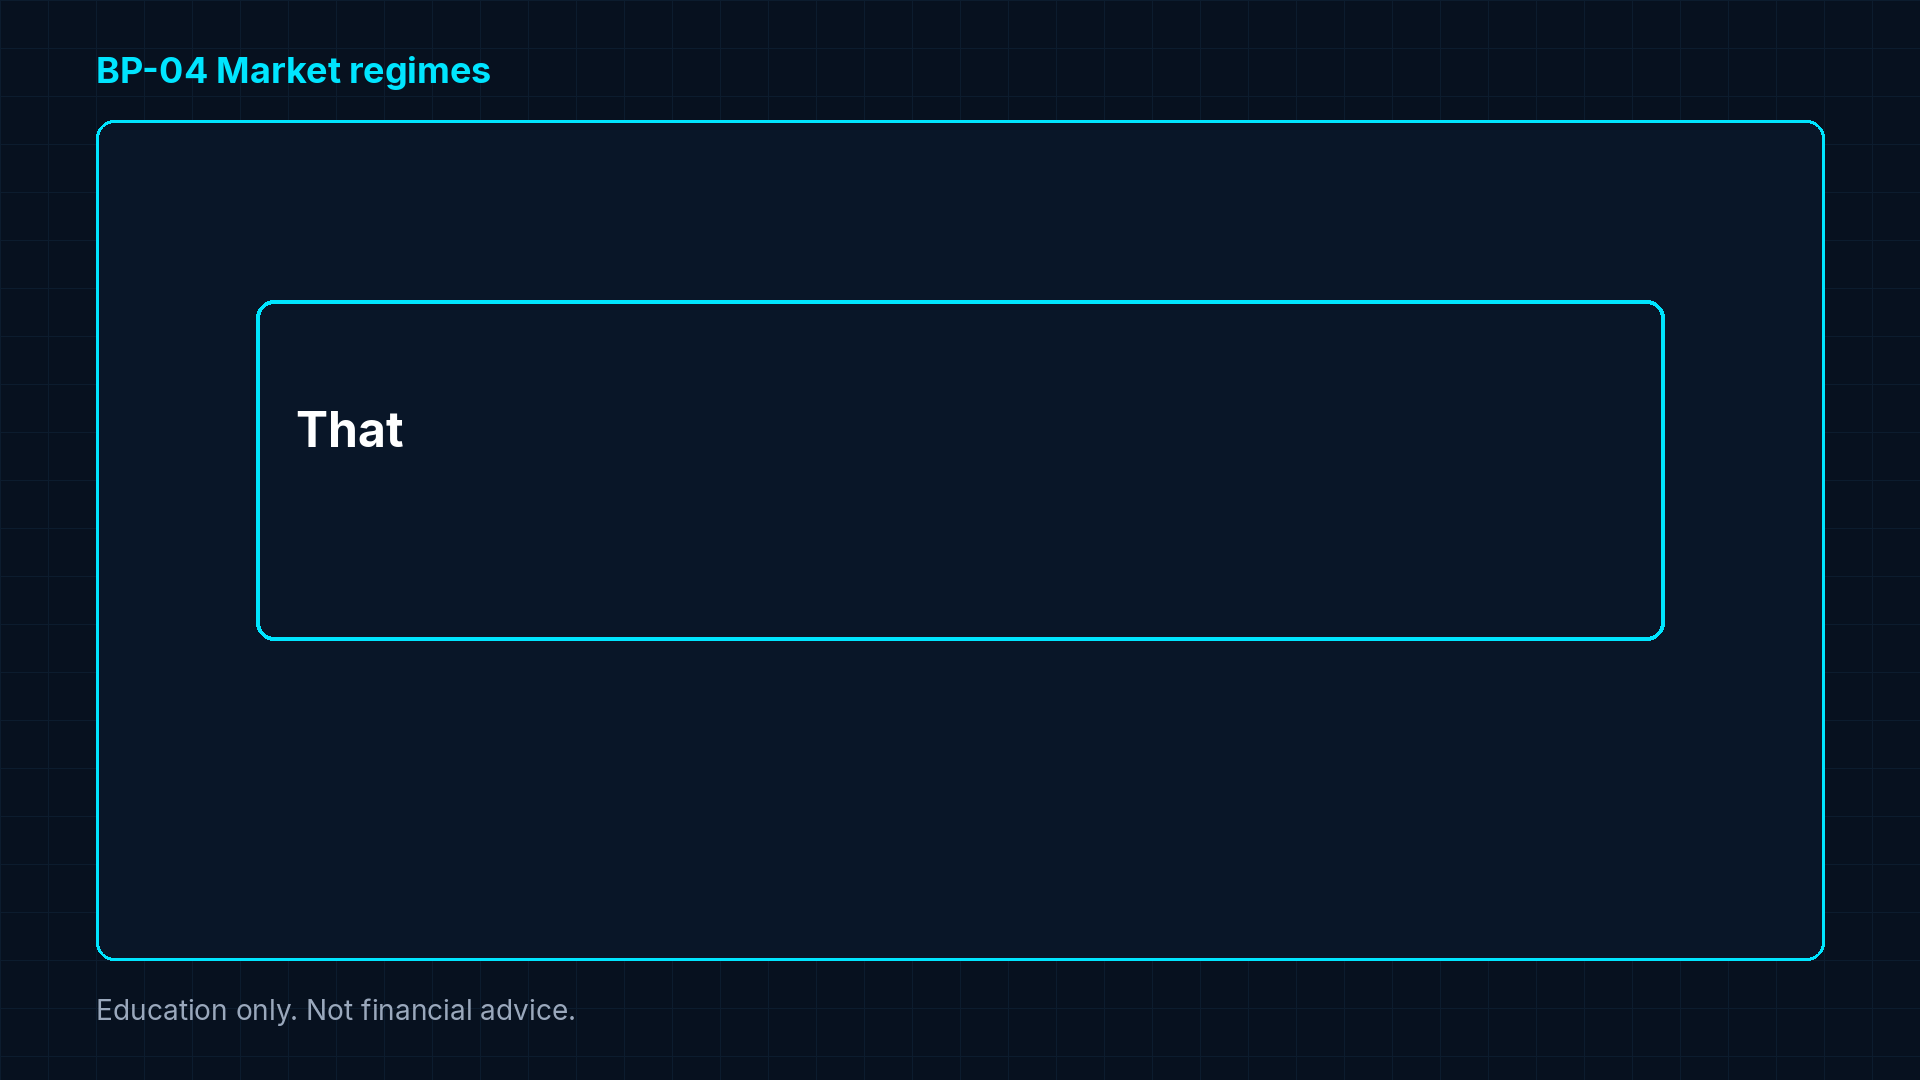 BP-04 Market regimes
That
Education only. Not financial advice.